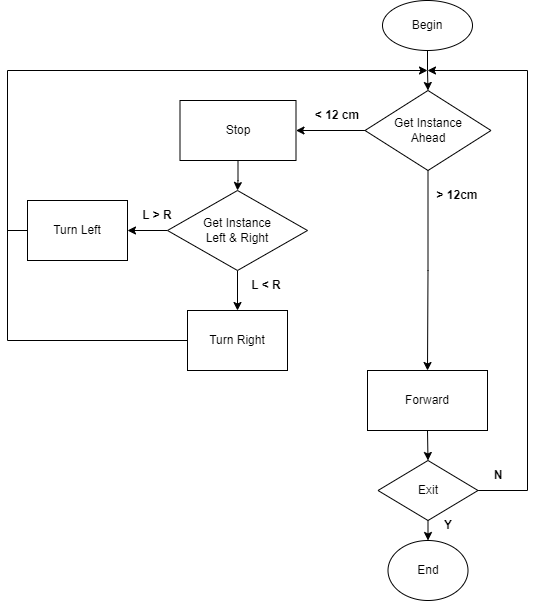 Begin
Get Instance
Ahead
< 12 cm
Stop
> 12cm
L > R
Get Instance
Left & Right
Turn Left
L < R
Turn Right
Forward
Exit
N
Y
End